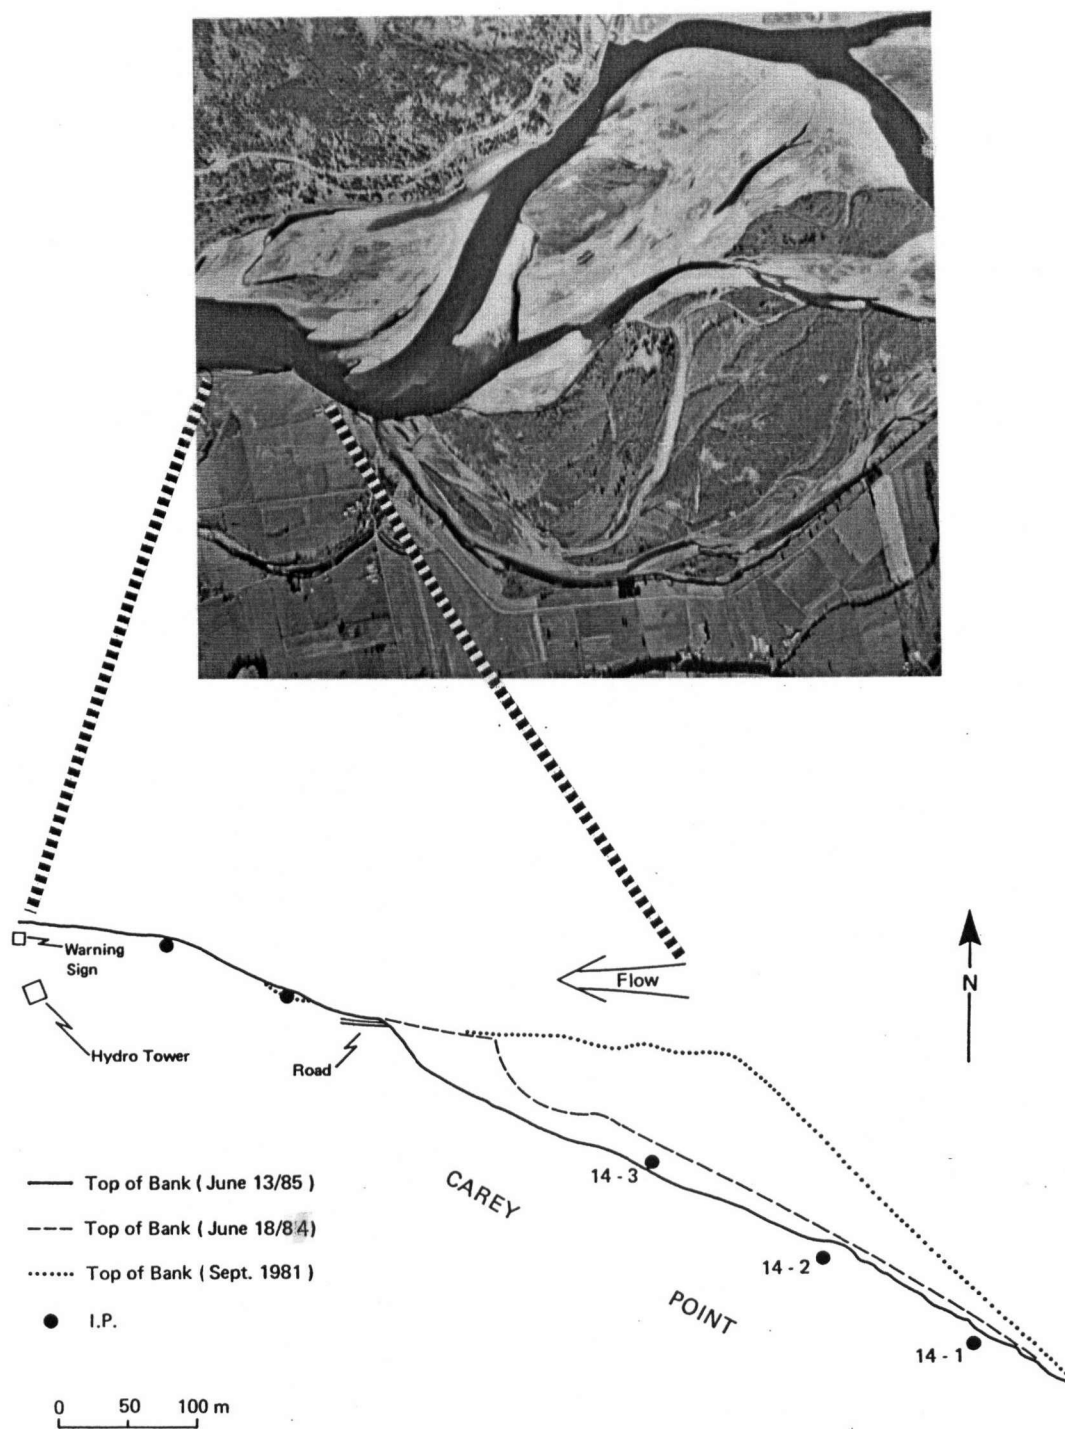 Warning
Sign
Flow
N
Hydro Tower
Road
14 - 3
CAREY
14 - 2
POINT
14 - 1
Top of Bank ( June 13/85 )
Top of Bank ( June 18/84)
Top of Bank ( Sept. 1981 )
I.P.
0 50 100 m